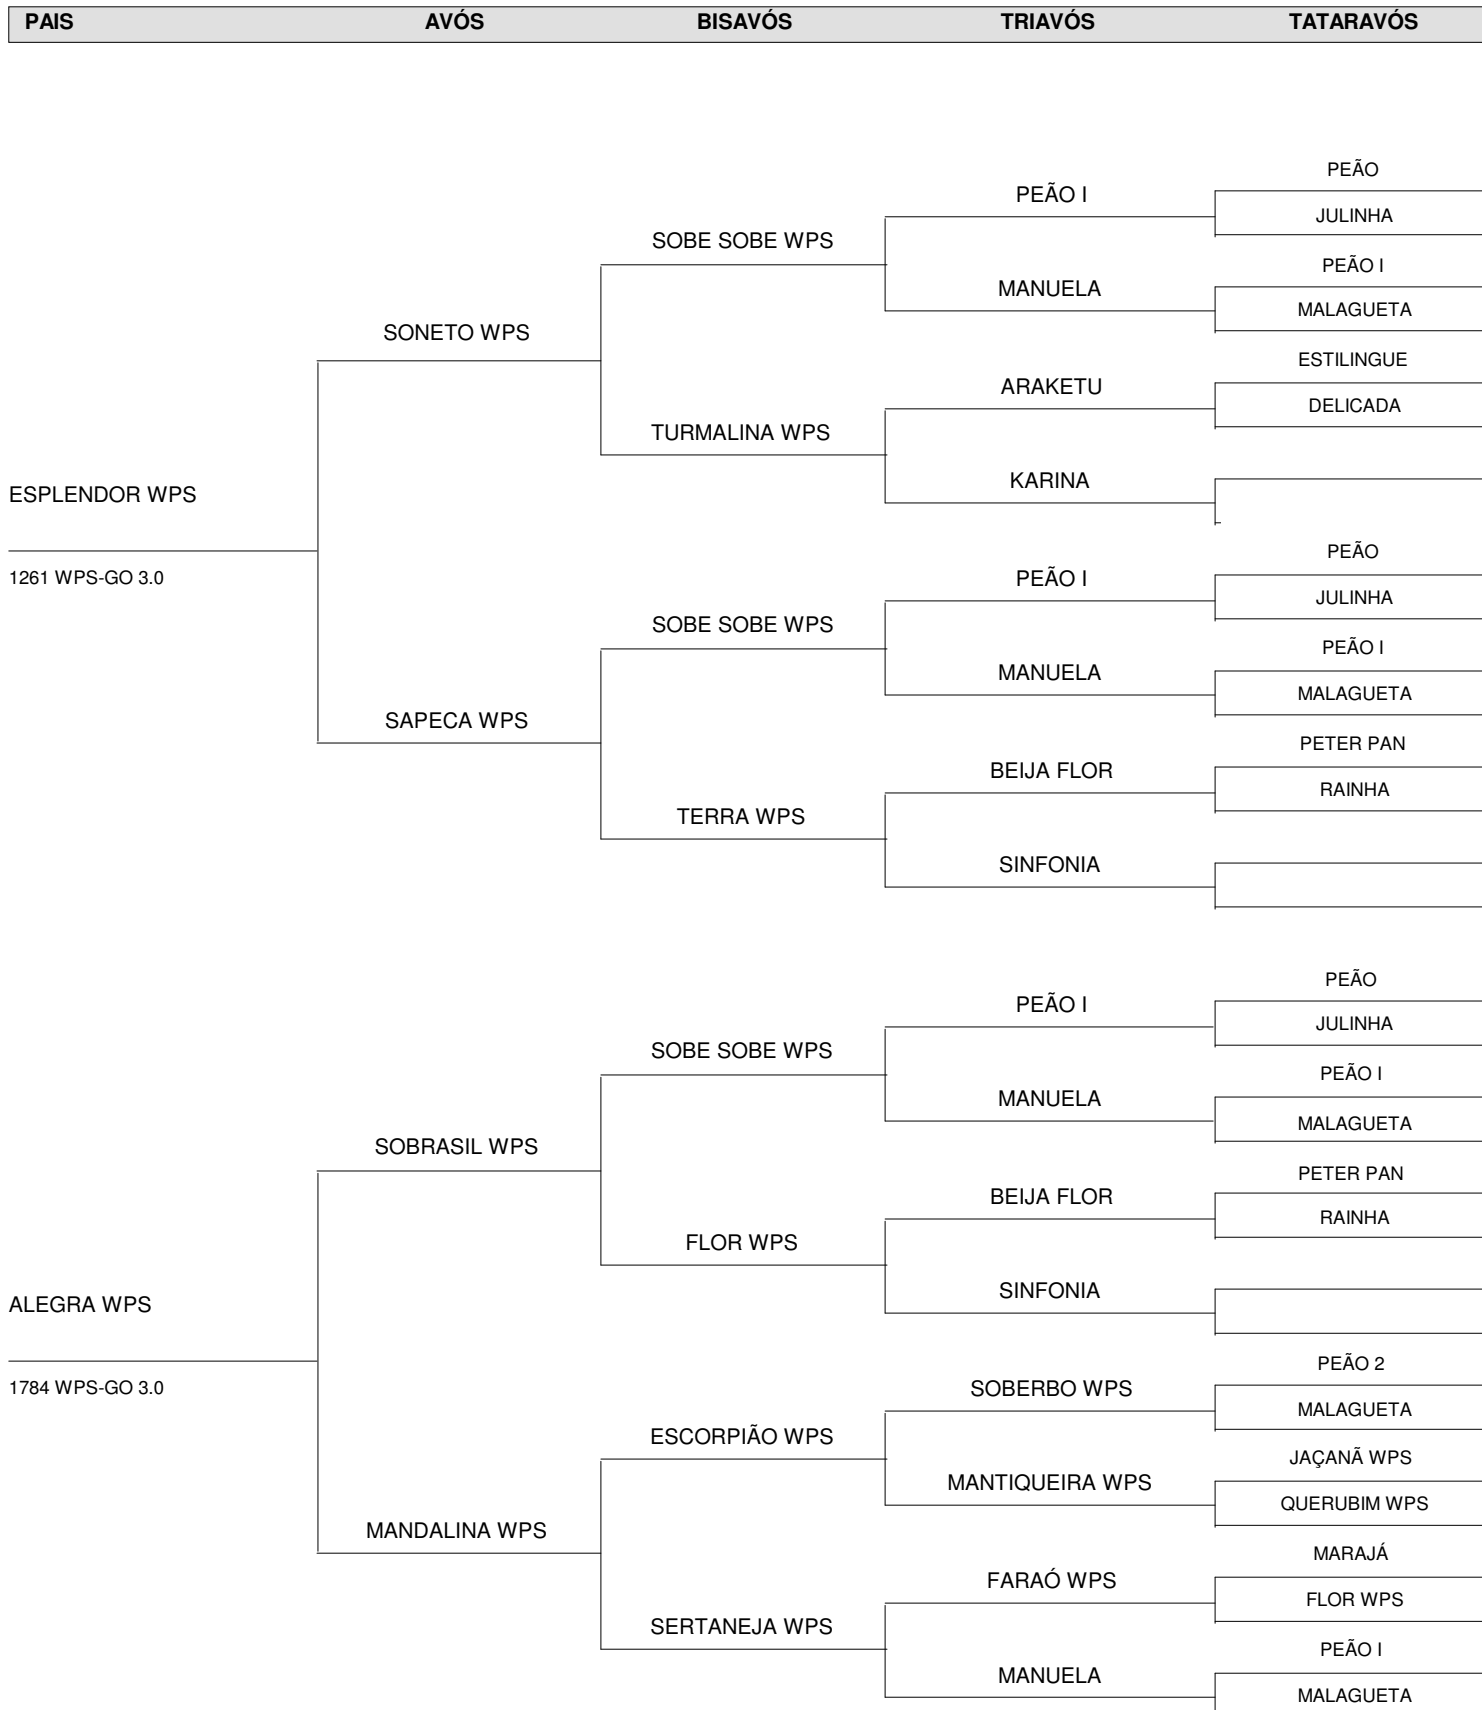 PAIS AVÓS BISAVÓS TRIAVÓS TATARAVÓS
PEÃO
PEÃO I
JULINHA
SOBE SOBE WPS
PEÃO I
MANUELA
MALAGUETA
SONETO WPS
ESTILINGUE
ARAKETU
DELICADA
TURMALINA WPS
KARINA
ESPLENDOR WPS
PEÃO
1261 WPS-GO 3.0
PEÃO I
JULINHA
SOBE SOBE WPS
PEÃO I
MANUELA
MALAGUETA
SAPECA WPS
PETER PAN
BEIJA FLOR
RAINHA
TERRA WPS
SINFONIA
PEÃO
PEÃO I
JULINHA
SOBE SOBE WPS
PEÃO I
MANUELA
MALAGUETA
SOBRASIL WPS
PETER PAN
BEIJA FLOR
RAINHA
FLOR WPS
SINFONIA
ALEGRA WPS
PEÃO 2
1784 WPS-GO 3.0
SOBERBO WPS
MALAGUETA
ESCORPIÃO WPS
JAÇANÃ WPS
MANTIQUEIRA WPS
QUERUBIM WPS
MANDALINA WPS
MARAJÁ
FARAÓ WPS
FLOR WPS
SERTANEJA WPS
PEÃO I
MANUELA
MALAGUETA